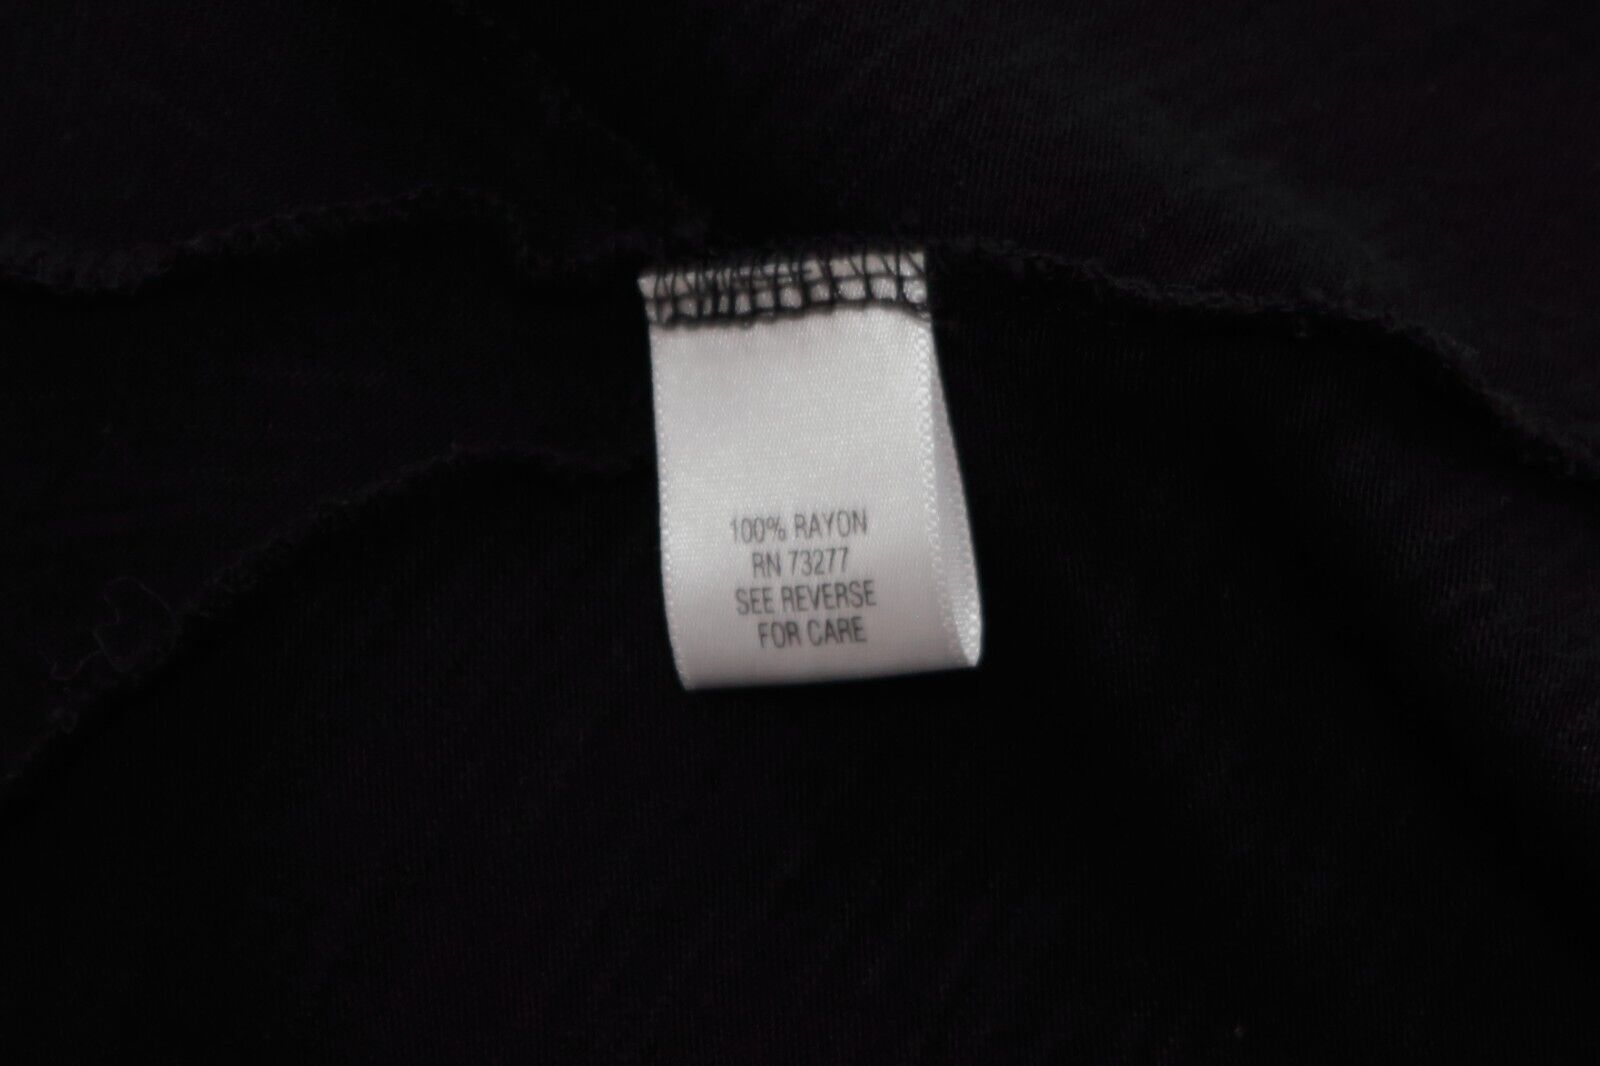 100% RAYON
RN 73277
SEE REVERSE
FOR CARE